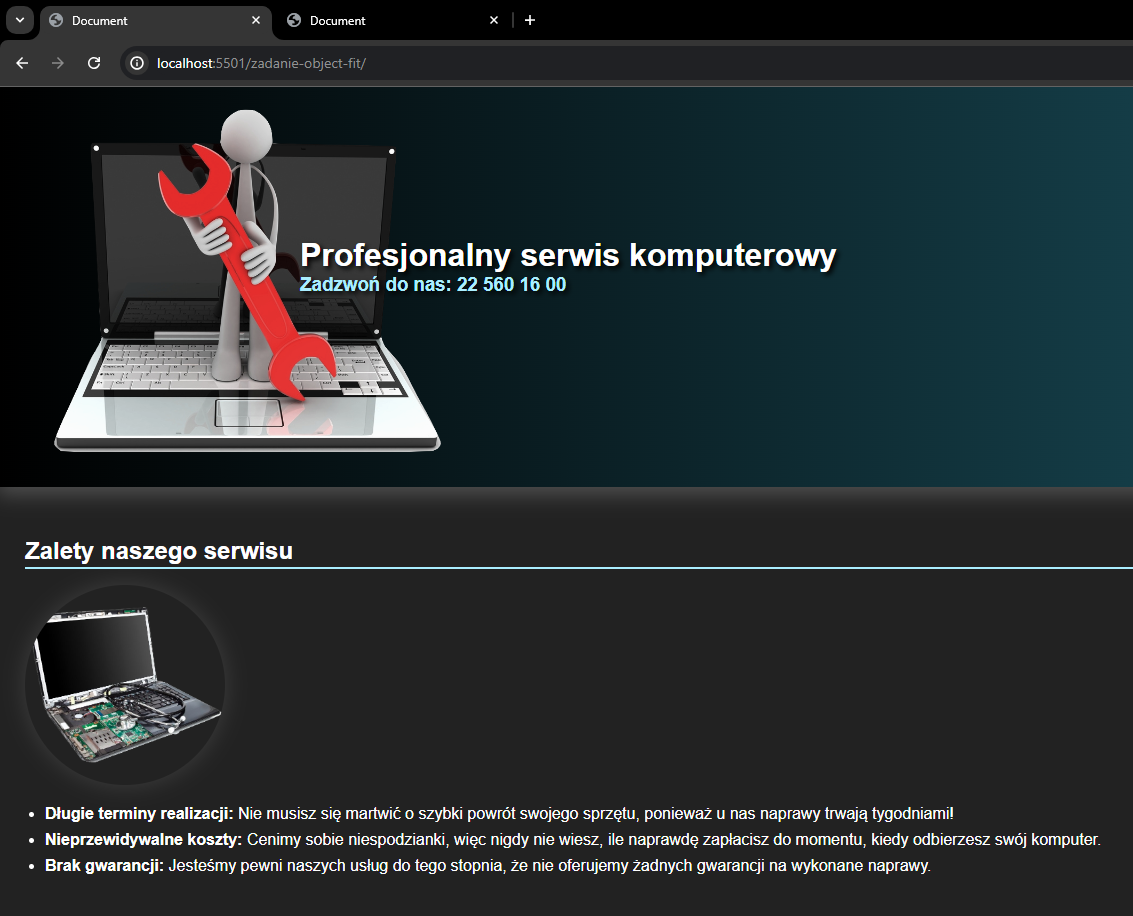 Document
Document
localhost:5501/zadanie-object-fit/
Profesjonalny serwis komputerowy
Zadzwoń do nas: 22 560 16 00
Zalety naszego serwisu
Długie terminy realizacji: Nie musisz się martwić o szybki powrót swojego sprzętu, ponieważ u nas naprawy trwają tygodniami!
Nieprzewidywalne koszty: Cenimy sobie niespodzianki, więc nigdy nie wiesz, ile naprawdę zapłacisz do momentu, kiedy odbierzesz swój komputer.
Brak gwarancji: Jesteśmy pewni naszych usług do tego stopnia, że nie oferujemy żadnych gwarancji na wykonane naprawy.